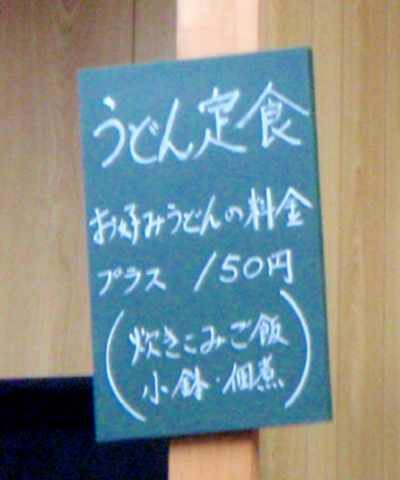 うどん定食
お好みうどんの料金
プラス 150円
(炊きこみご飯
小鉢・佃煮)